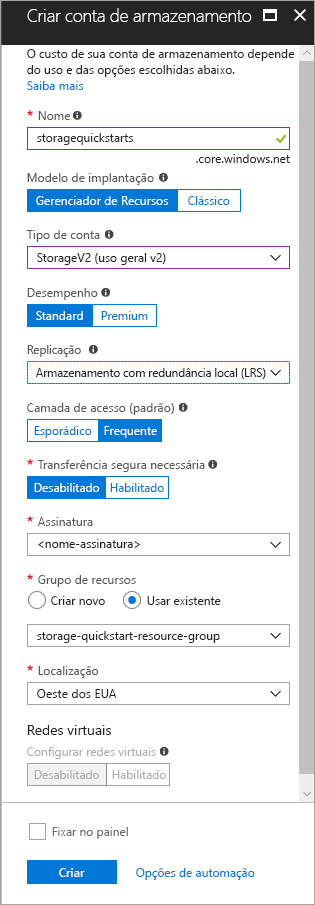 Criar conta de armazenamento
O custo de sua conta de armazenamento depende
do uso e das opções escolhidas abaixo.
Saiba mais
* Nome
storagequickstarts
.core.windows.net
Modelo de implantação
Gerenciador de Recursos Clássico
Tipo de conta
StorageV2 (uso geral v2)
Desempenho
Standard Premium
Replicação
Armazenamento com redundância local (LRS)
Camada de acesso (padrão)
Esporádico Frequente
* Transferência segura necessária
Desabilitado Habilitado
* Assinatura
<nome-assinatura>
* Grupo de recursos
Criar novo Usar existente
storage-quickstart-resource-group
* Localização
Oeste dos EUA
Redes virtuais
Configurar redes virtuais
Desabilitado Habilitado
Fixar no painel
Criar Opções de automação